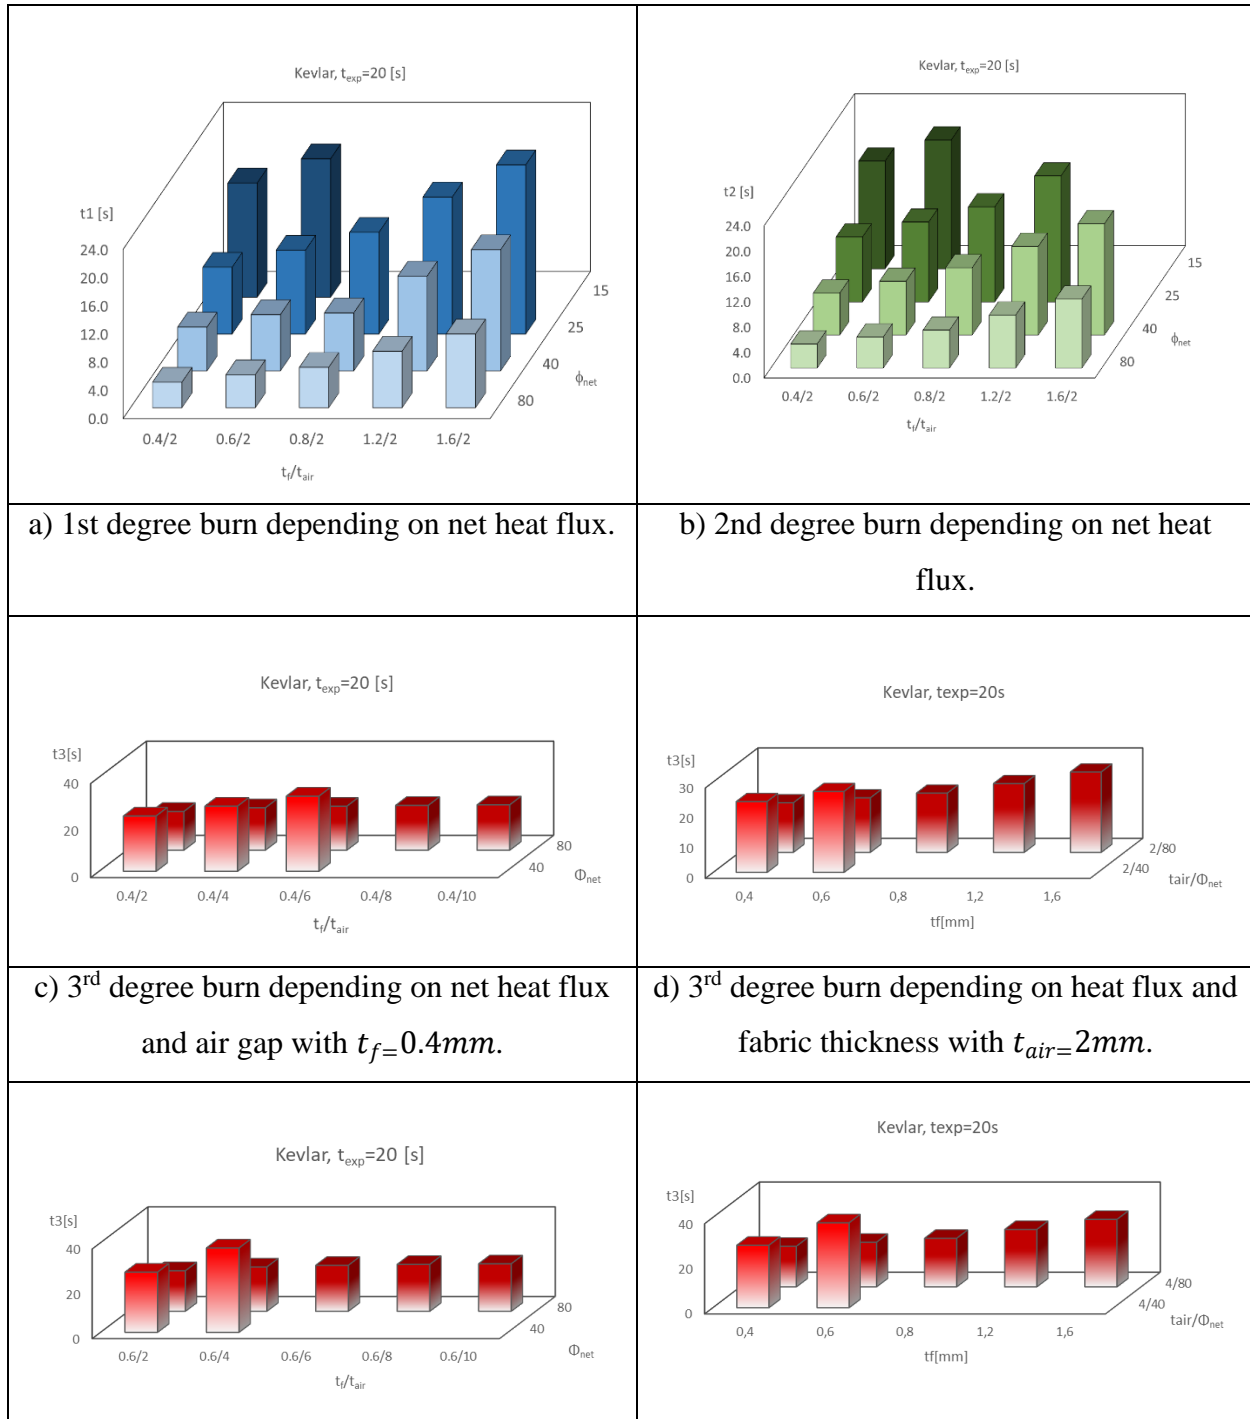 Kevlar, texp=20 [s]
t1 [s]
24.0
20.0
16.0
12.0
8.0
4.0
0.0
15
25
40
80
ϕnet
0.4/2 0.6/2 0.8/2 1.2/2 1.6/2
tf/tair
Kevlar, texp=20 [s]
t2 [s]
24.0
20.0
16.0
12.0
8.0
4.0
0.0
15
25
40
80
ϕnet
0.4/2 0.6/2 0.8/2 1.2/2 1.6/2
tf/tair
a) 1st degree burn depending on net heat flux.
b) 2nd degree burn depending on net heat
flux.
Kevlar, texp=20 [s]
t3[s]
40
20
0
80
40
Φnet
0.4/2 0.4/4 0.4/6 0.4/8 0.4/10
tf/tair
Kevlar, texp=20s
t3[s]
30
20
10
0
2/80
2/40
tair/Φnet
0,4 0,6 0,8 1,2 1,6
tf[mm]
c) 3rd degree burn depending on net heat flux
and air gap with tf=0.4mm.
d) 3rd degree burn depending on heat flux and
fabric thickness with tair=2mm.
Kevlar, texp=20 [s]
t3[s]
40
20
0
80
40
Φnet
0.6/2 0.6/4 0.6/6 0.6/8 0.6/10
tf/tair
Kevlar, texp=20s
t3[s]
40
20
0
4/80
4/40
tair/Φnet
0,4 0,6 0,8 1,2 1,6
tf[mm]